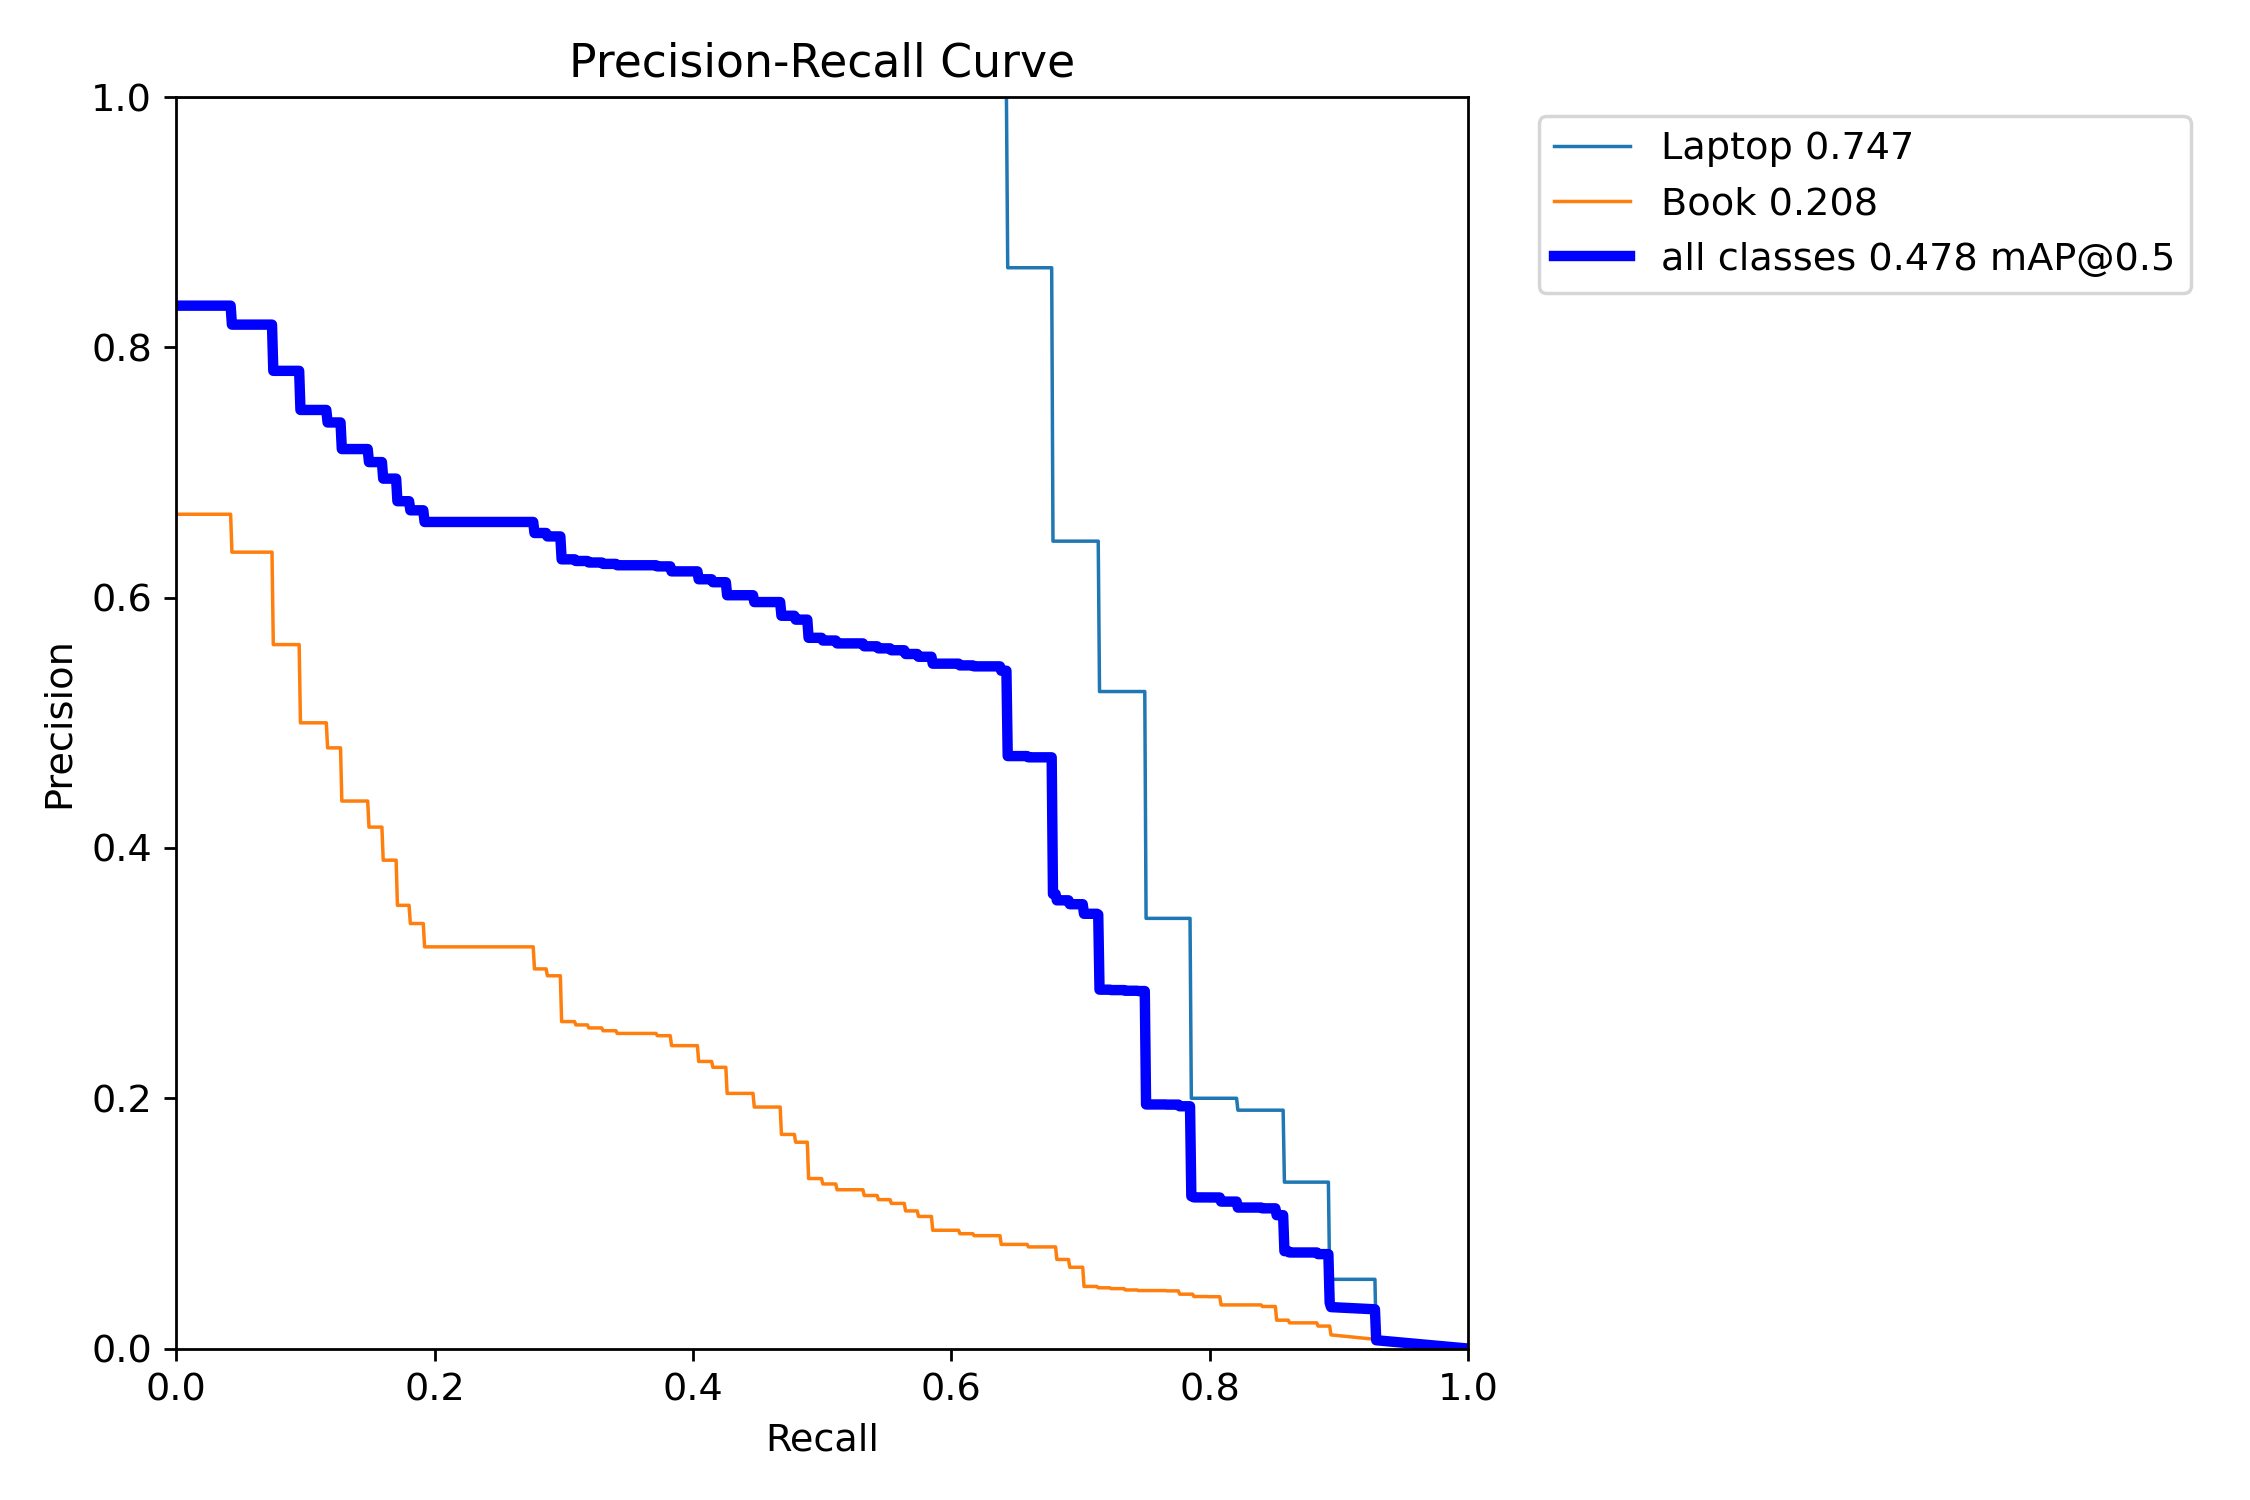 Precision-Recall Curve
1.0
0.8
0.6
0.4
0.2
0.0
Precision
0.0 0.2 0.4 0.6 0.8 1.0
Recall
Laptop 0.747
Book 0.208
all classes 0.478 mAP@0.5